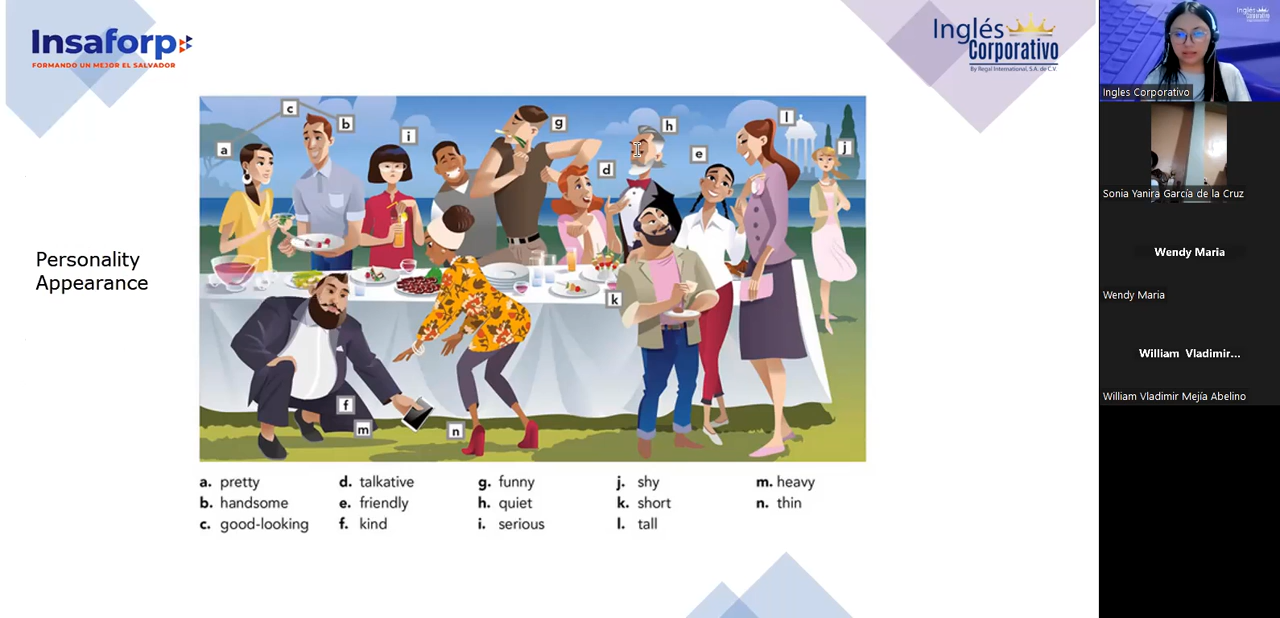 Insaforp
FORMANDO UN MEJOR EL SALVADOR
Inglés
Corporativo
By Regal International, S.A. de C.V.
Personality
Appearance
c
b
a
i
g
h
d
e
l
j
k
f
m
n
a. pretty
b. handsome
c. good-looking
d. talkative
e. friendly
f. kind
g. funny
h. quiet
i. serious
j. shy
k. short
l. tall
m. heavy
n. thin
Ingles Corporativo
Sonia Yanira García de la Cruz
Wendy Maria
Wendy Maria
William Vladimir...
William Vladimir Mejía Abelino